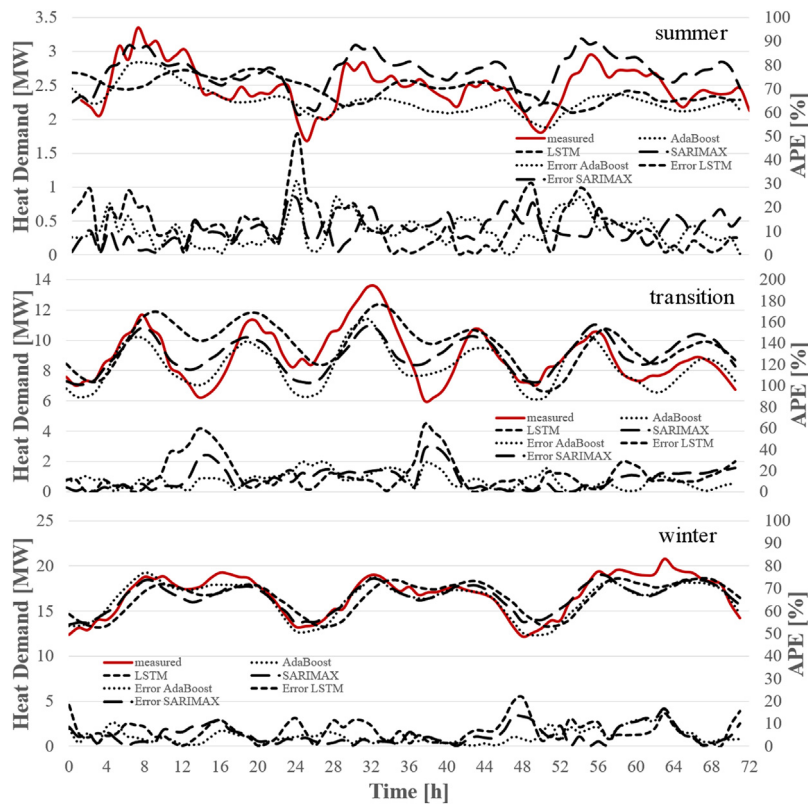 summer
Heat Demand [MW]
3.5
3
2.5
2
1.5
1
0.5
0
100
90
80
70
60
50
40
30
20
10
0
APE [%]
measured AdaBoost
LSTM SARIMAX
Errorr AdaBoost Error LSTM
Error SARIMAX
transition
Heat Demand [MW]
14
12
10
8
6
4
2
0
200
180
160
140
120
100
80
60
40
20
0
APE [%]
measured AdaBoost
LSTM SARIMAX
Error AdaBoost Error LSTM
Error SARIMAX
winter
Heat Demand [MW]
25
20
15
10
5
0
100
90
80
70
60
50
40
30
20
10
0
APE [%]
measured AdaBoost
LSTM SARIMAX
Error AdaBoost Error LSTM
Error SARIMAX
0 4 8 12 16 20 24 28 32 36 40 44 48 52 56 60 64 68 72
Time [h]